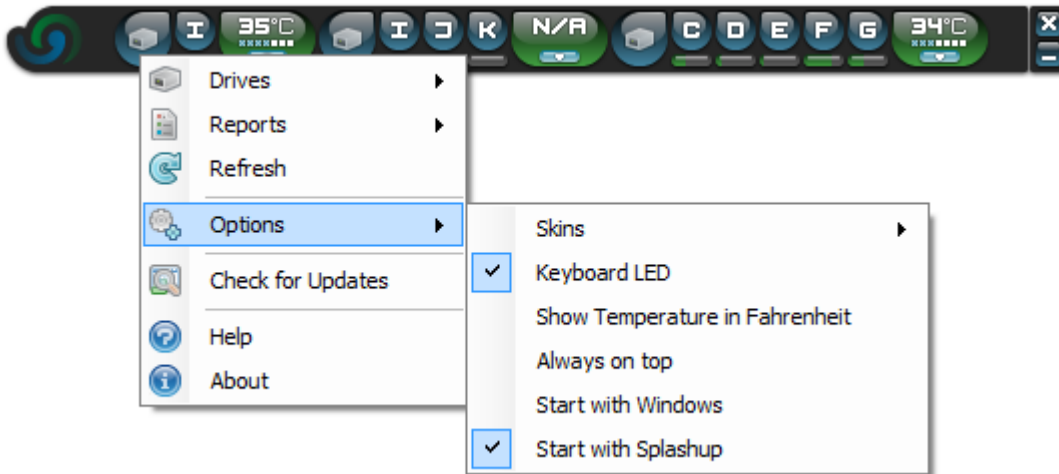 I 35°C I J K N/A C D E F G 34°C X
Drives
Reports
Refresh
Options
Skins
Check for Updates
Keyboard LED
Show Temperature in Fahrenheit
Help
Always on top
About
Start with Windows
Start with Splashup